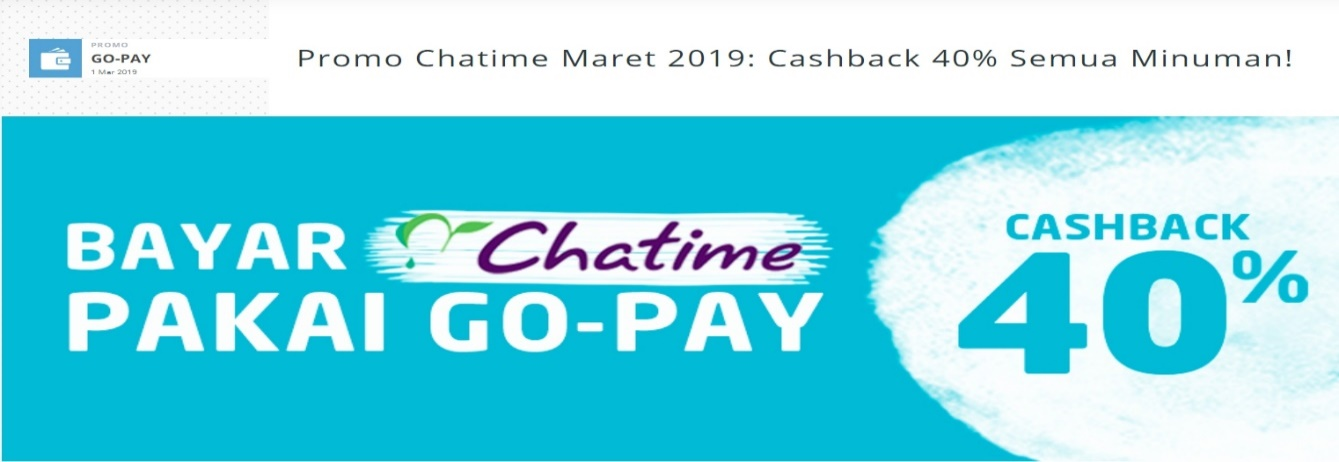 PROMO
GO-PAY
1 Mar 2019
Promo Chatime Maret 2019: Cashback 40% Semua Minuman!
BAYAR Chatime
PAKAI GO-PAY
CASHBACK
40%